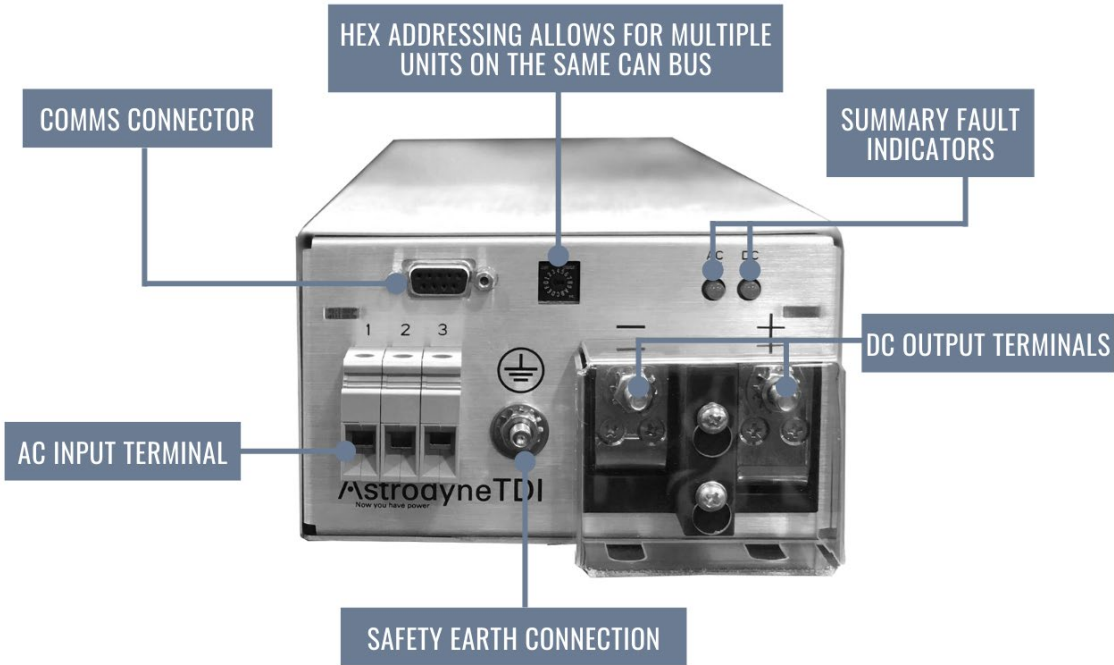 HEX ADDRESSING ALLOWS FOR MULTIPLE
UNITS ON THE SAME CAN BUS
COMMS CONNECTOR
SUMMARY FAULT
INDICATORS
AC DC
1 2 3
− +
DC OUTPUT TERMINALS
AC INPUT TERMINAL
AstrodyneTDI
Now you have power
SAFETY EARTH CONNECTION